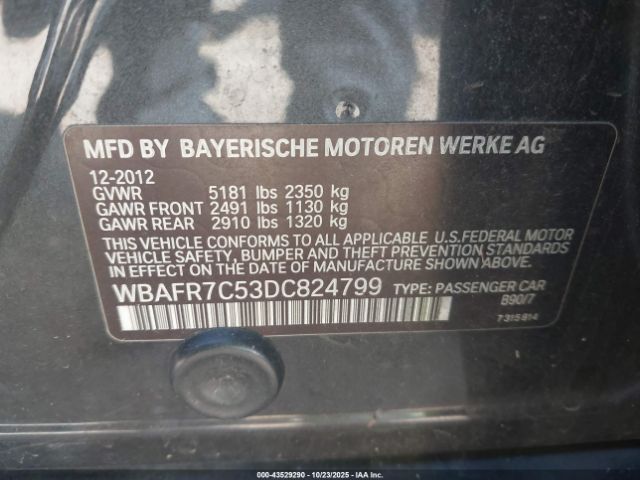 MFD BY BAYERISCHE MOTOREN WERKE AG
12-2012
GVWR 5181 lbs 2350 kg
GAWR FRONT 2491 lbs 1130 kg
GAWR REAR 2910 lbs 1320 kg
THIS VEHICLE CONFORMS TO ALL APPLICABLE U.S.FEDERAL MOTOR
VEHICLE SAFETY, BUMPER AND THEFT PREVENTION STANDARDS
IN EFFECT ON THE DATE OF MANUFACTURE SHOWN ABOVE.
WBAFR7C53DC824799 TYPE: PASSENGER CAR
B90/7
7315814
000-43529290 - 10/23/2025 - IAAI.COM